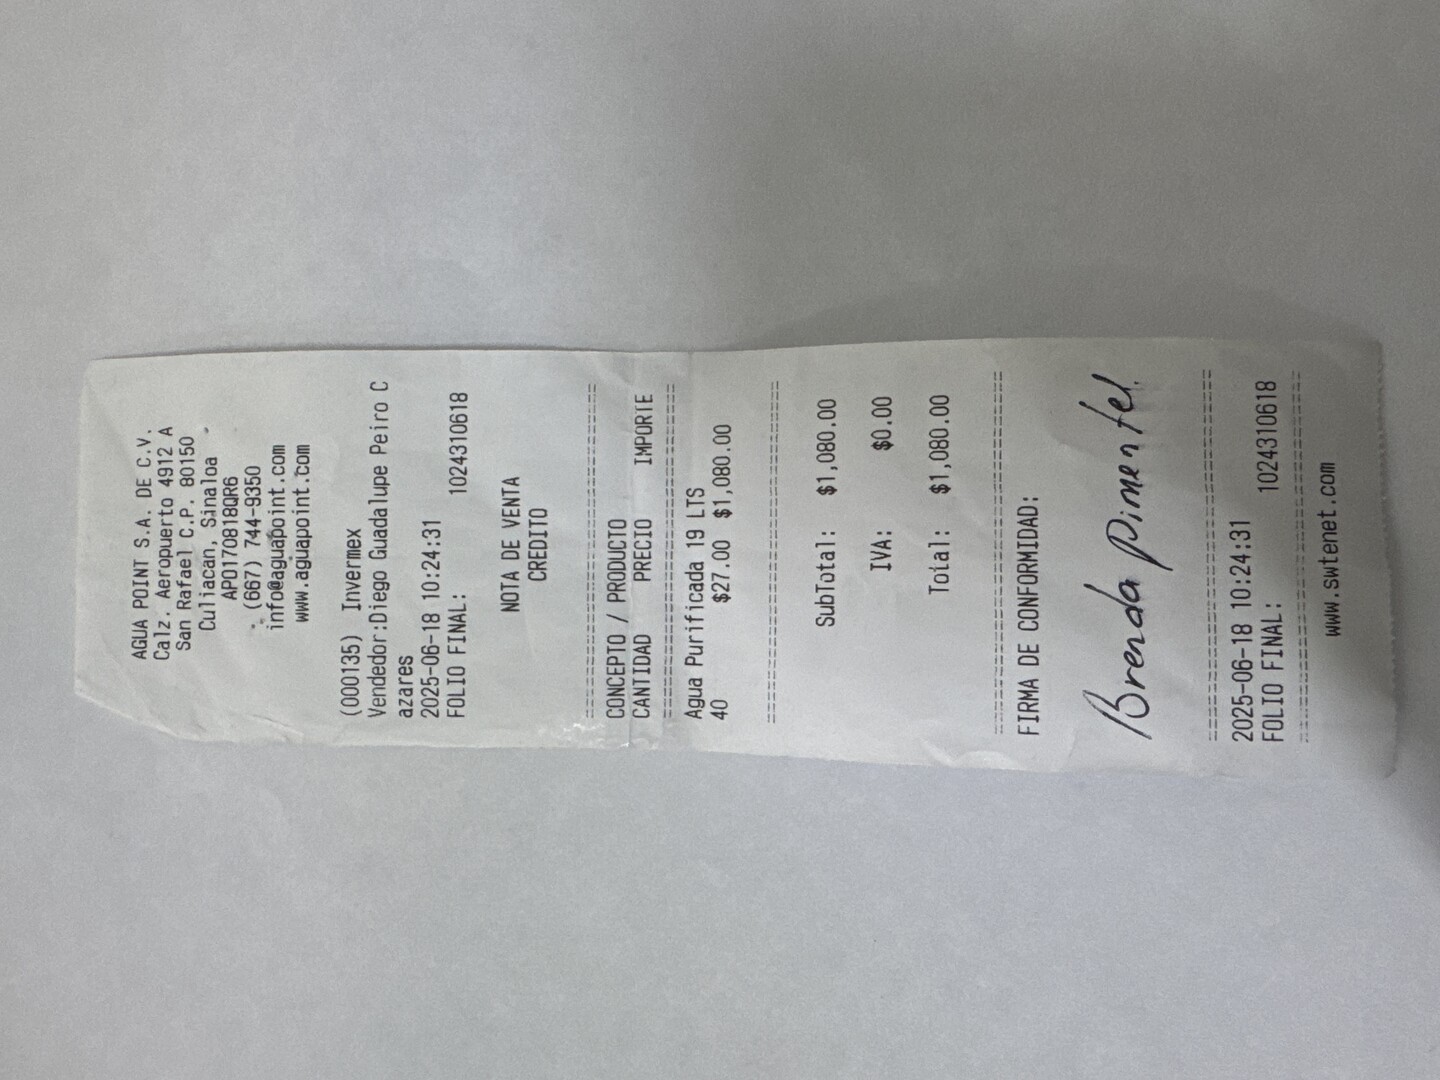 AGUA POINT S.A. DE C.V.
Calz. Aeropuerto 4912 A
San Rafael C.P. 80150
Culiacan, Sinaloa
APO170818QR6
(667) 744-9350
info@aguapoint.com
www.aguapoint.com
(000135) Invermex
Vendedor:Diego Guadalupe Peiro C
azares
2025-06-18 10:24:31
FOLIO FINAL: 1024310618
NOTA DE VENTA
CREDITO
CONCEPTO / PRODUCTO
CANTIDAD PRECIO IMPORTE
Agua Purificada 19 LTS
40 $27.00 $1,080.00
SubTotal: $1,080.00
IVA: $0.00
Total: $1,080.00
FIRMA DE CONFORMIDAD:
Brenda Pimentel.
2025-06-18 10:24:31
FOLIO FINAL: 1024310618
www.swtenet.com